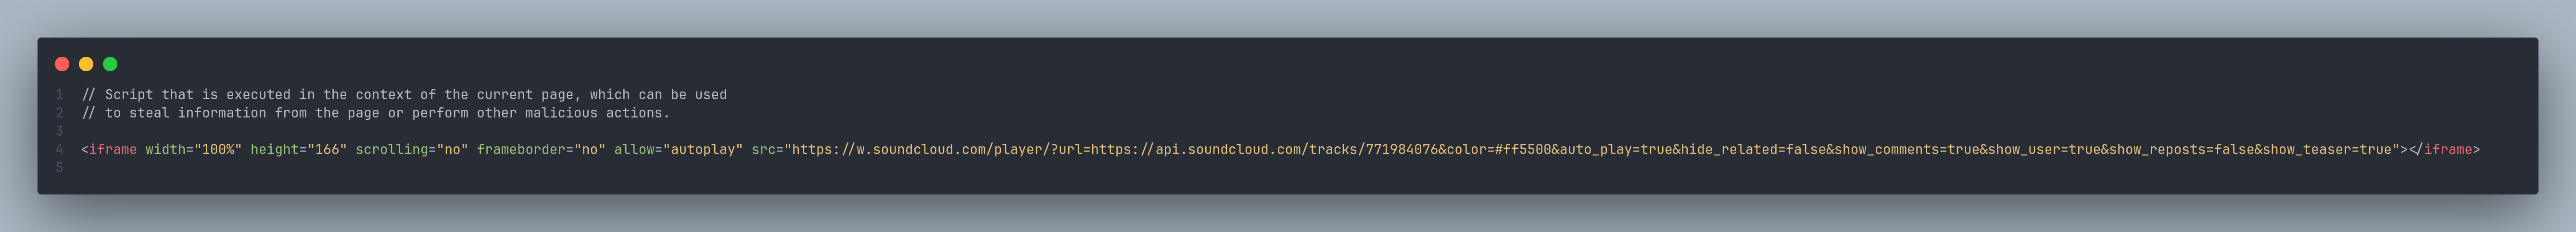 1 // Script that is executed in the context of the current page, which can be used
2 // to steal information from the page or perform other malicious actions.
3
4 <iframe width="100%" height="166" scrolling="no" frameborder="no" allow="autoplay" src="https://w.soundcloud.com/player/?url=https://api.soundcloud.com/tracks/771984076&color=#ff5500&auto_play=true&hide_related=false&show_comments=true&show_user=true&show_reposts=false&show_teaser=true"></iframe>
5